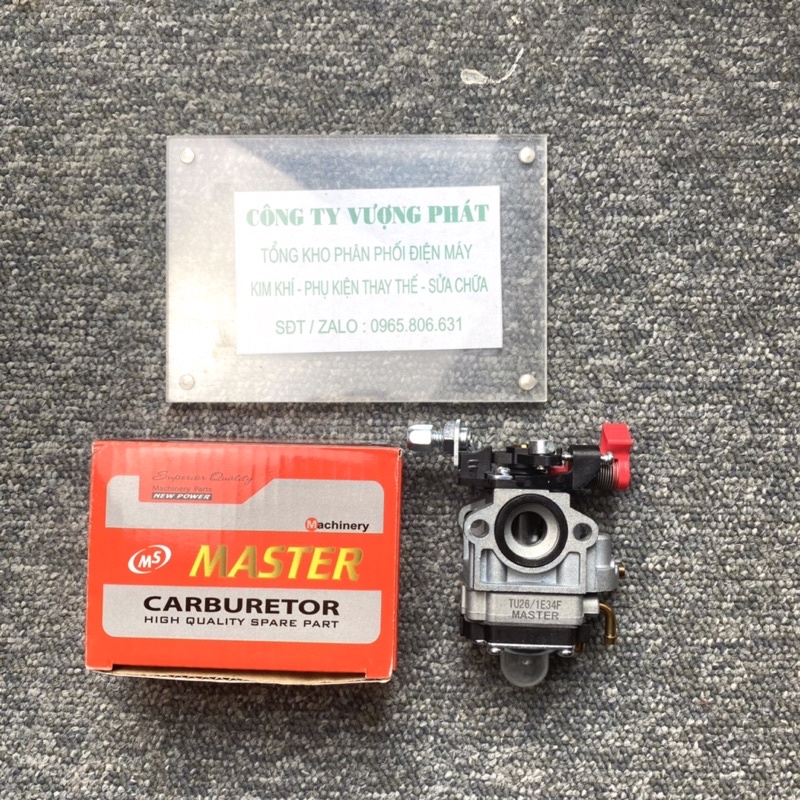 CÔNG TY VƯỢNG PHÁT
TỔNG KHO PHÂN PHỐI ĐIỆN MÁY
KIM KHÍ - PHỤ KIỆN THAY THẾ - SỬA CHỮA
SĐT / ZALO : 0965.806.631
Superior Quality
Machinery Parts
NEW POWER
Machinery
MS MASTER
CARBURETOR
HIGH QUALITY SPARE PART
TU26/1E34F
MASTER